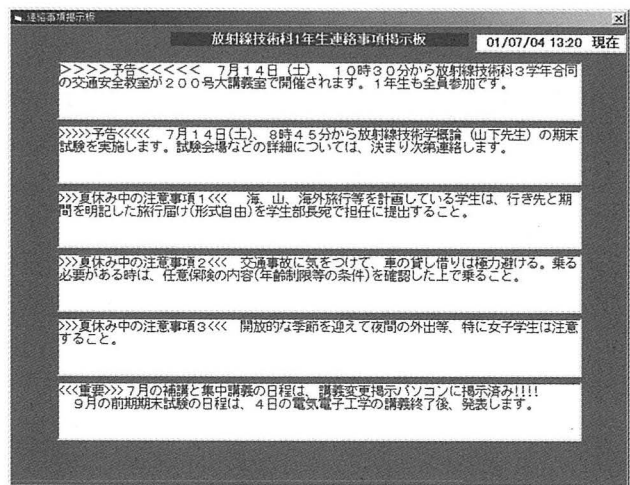 連絡事項掲示板
放射線技術科1年生連絡事項掲示板
01/07/04 13:20 現在
>>>>予告<<<<< 7月14日(土)、10時30分から放射線技術科3学年合同
の交通安全教室が200号大講義室で開催されます。1年生も全員参加です。
>>>>>予告<<<<< 7月14日(土)、8時45分から放射線技術学概論(山下先生)の期末
試験を実施します。試験会場などの詳細については、決まり次第連絡します。
>>>夏休み中の注意事項1<<< 海、山、海外旅行等を計画している学生は、行き先と期
間を明記した旅行届け(形式自由)を学生部長宛で担任に提出すること。
>>>夏休み中の注意事項2<<< 交通事故に気をつけて、車の貸し借りは極力避ける。乗る
必要がある時は、任意保険の内容(年齢制限等の条件)を確認した上で乗ること。
>>>夏休み中の注意事項3<<< 開放的な季節を迎えて夜間の外出等、特に女子学生は注意
すること。
<<<重要>>>7月の補講と集中講義の日程は、講義変更掲示パソコンに掲示済み!!!!
9月の前期期末試験の日程は、4日の電気電子工学の講義終了後、発表します。